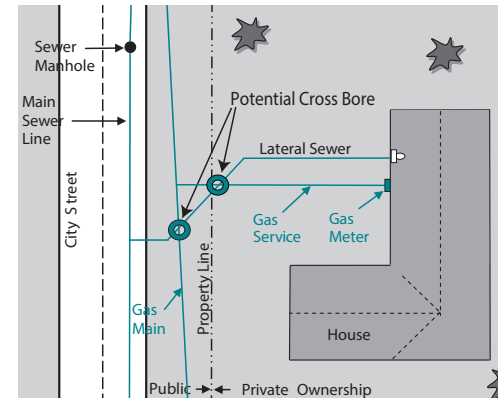 Sewer
Manhole
Main
Sewer
Line
Potential Cross Bore
Lateral Sewer
City Street
Gas
Service
Gas
Meter
Property Line
Gas
Main
House
Public
Private Ownership